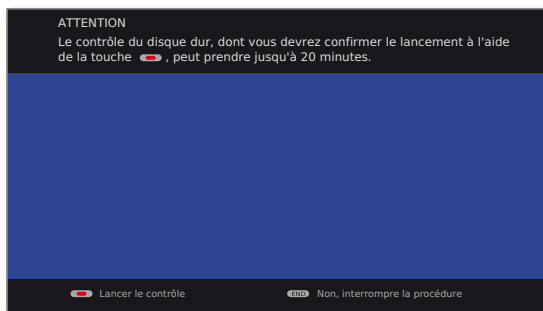 ATTENTION
Le contrôle du disque dur, dont vous devrez confirmer le lancement à l'aide
de la touche , peut prendre jusqu'à 20 minutes.
Lancer le contrôle
END Non, interrompre la procédure